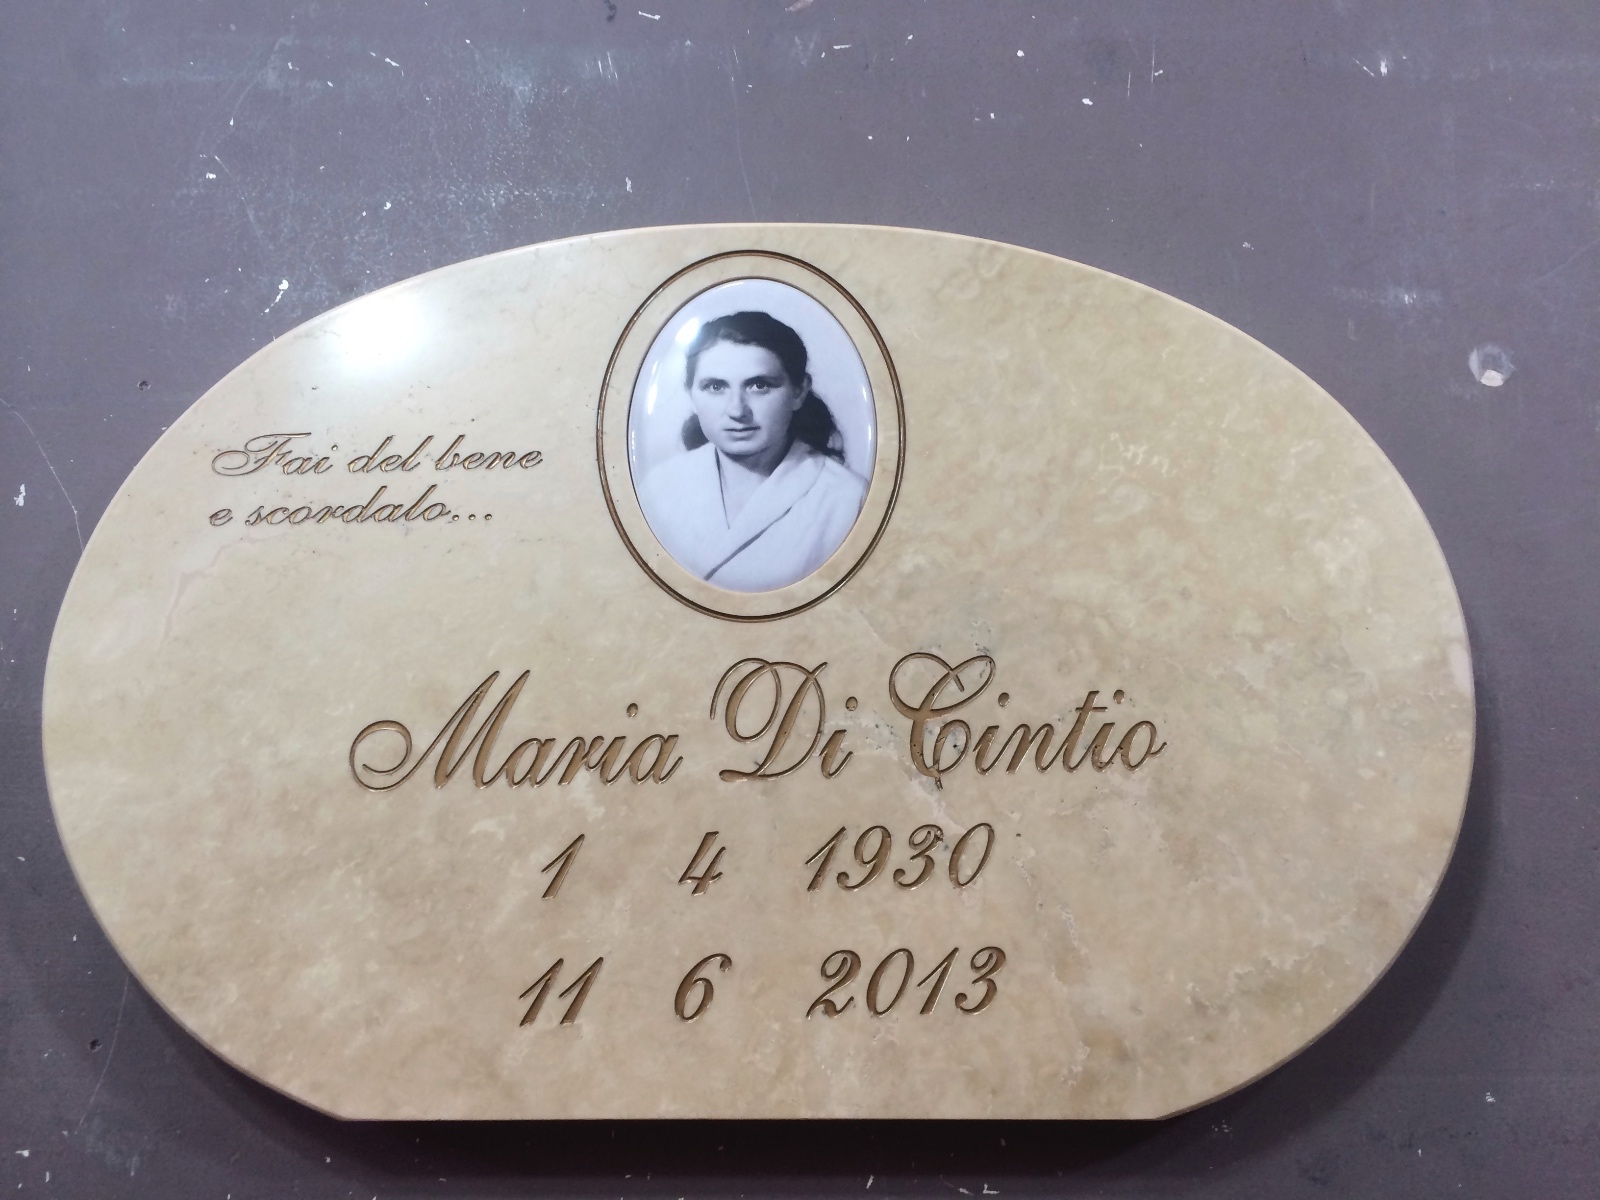 Fai del bene
e scordalo...
Maria Di Cintio
1 4 1930
11 6 2013